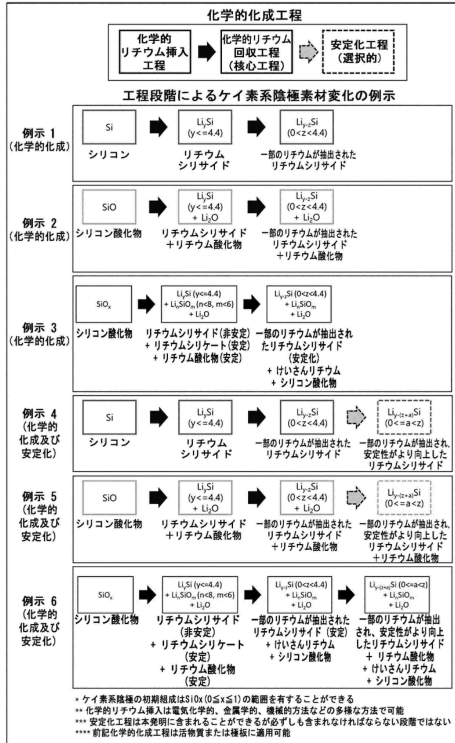 化学的化成工程
化学的
リチウム挿入
工程
化学的リチウム
回収工程
(核心工程)
安定化工程
(選択的)
工程段階によるケイ素系陰極素材変化の例示
例示 1
(化学的化成)
Si
シリコン
LiySi
(y<=4.4)
リチウム
シリサイド
Liy-zSi
(0<z<4.4)
一部のリチウムが抽出された
リチウムシリサイド
例示 2
(化学的化成)
SiO
シリコン酸化物
LiySi
(y<=4.4)
+ Li2O
リチウムシリサイド
+リチウム酸化物
Liy-zSi
(0<z<4.4)
+ Li2O
一部のリチウムが抽出された
リチウムシリサイド
+リチウム酸化物
例示 3
(化学的化成)
SiOx
シリコン酸化物
LiySi (y<=4.4)
+ LinSiOm (n<8, m<6)
+ Li2O
リチウムシリサイド(非安定)
+ リチウムシリケート(安定)
+ リチウム酸化物(安定)
Liy-zSi (0<z<4.4)
+ LinSiOm
+ Li2O
一部のリチウムが抽出され
たリチウムシリサイド
(安定化)
+ けいさんリチウム
+ シリコン酸化物
例示 4
(化学的
化成及び
安定化)
Si
シリコン
LiySi
(y<=4.4)
リチウム
シリサイド
Liy-zSi
(0<z<4.4)
一部のリチウムが抽出された
リチウムシリサイド
Liy-(z+a)Si
(0<=a<z)
一部のリチウムが抽出され,
安定性がより向上した
リチウムシリサイド
例示 5
(化学的
化成及び
安定化)
SiO
シリコン酸化物
LiySi
(y<=4.4)
+ Li2O
リチウムシリサイド
+リチウム酸化物
Liy-zSi
(0<z<4.4)
+ Li2O
一部のリチウムが抽出された
リチウムシリサイド
+リチウム酸化物
Liy-(z+a)Si
(0<=a<z)
一部のリチウムが抽出され,
安定性がより向上した
リチウムシリサイド
+リチウム酸化物
例示 6
(化学的
化成及び
安定化)
SiOx
シリコン酸化物
LiySi (y<=4.4)
+ LinSiOm (n<8, m<6)
+ Li2O
リチウムシリサイド
(非安定)
+ リチウムシリケート
(安定)
+ リチウム酸化物
(安定)
Liy-zSi (0<z<4.4)
+ LinSiOm
+ Li2O
一部のリチウムが抽出された
リチウムシリサイド (安定)
+ けいさんリチウム
+ シリコン酸化物
Liy-(z+a)Si (0<=a<z)
+ LinSiOm
+ Li2O
一部のリチウムが抽出
され、安定性がより向上し
たリチウムシリサイド
+ リチウム酸化物
+ けいさんリチウム
+ シリコン酸化物
* ケイ素系陰極の初期組成はSiOx(0≦x≦1)の範囲を有することができる
** 化学的リチウム挿入は電気化学的、金属学的、機械的方法などの多様な方法で可能
*** 安定化工程は本発明に含まれることができるが必ずしも含まれなければならない段階ではない
**** 前記化学的化成工程は活物質または極板に適用可能